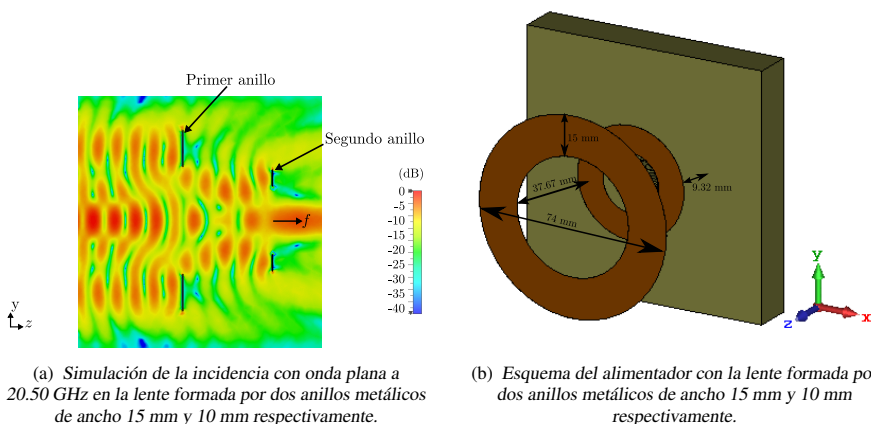 Primer anillo
Segundo anillo
(dB)
0
-5
-10
-15
-20
-25
-30
-35
-40
f
y
z
(a) Simulación de la incidencia con onda plana a
20.50 GHz en la lente formada por dos anillos metálicos
de ancho 15 mm y 10 mm respectivamente.
15 mm
37.67 mm
9.32 mm
74 mm
y
z
x
(b) Esquema del alimentador con la lente formada por
dos anillos metálicos de ancho 15 mm y 10 mm
respectivamente.